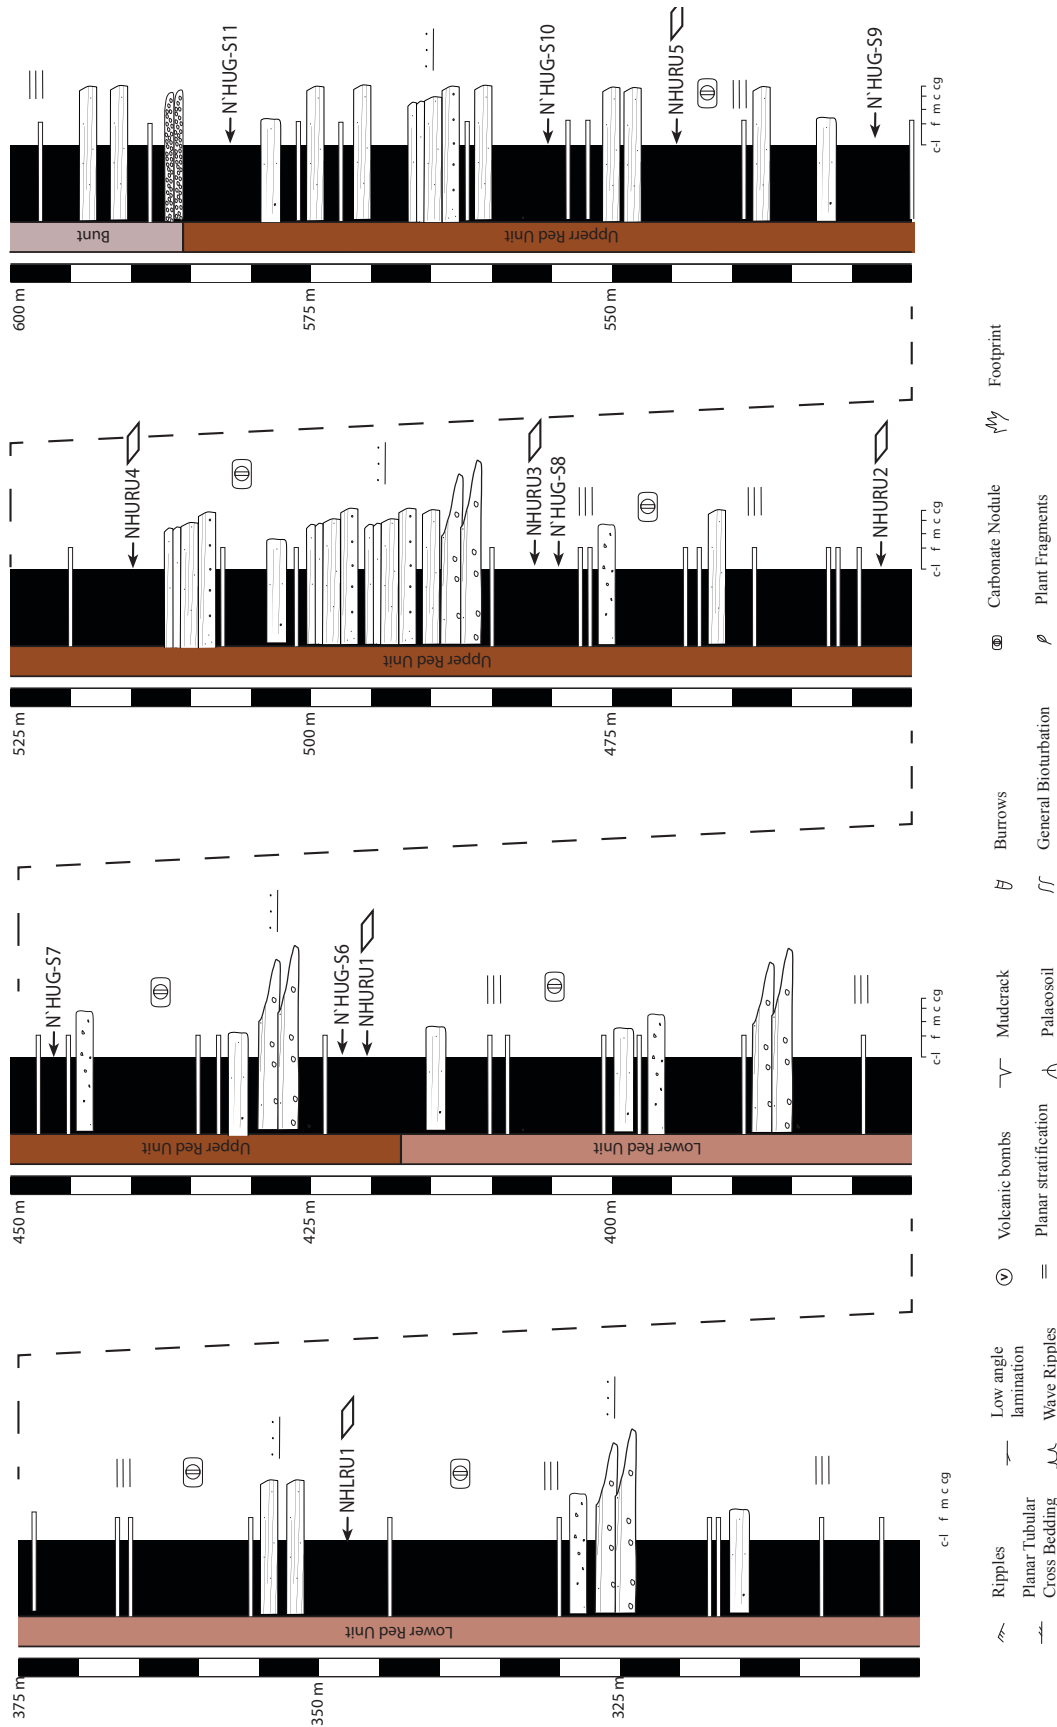 600 m
575 m
550 m
Bunt
Upperr Red Unit
N`HUG-S11
N`HUG-S10
NHURU5
N`HUG-S9
c-l f m c cg
525 m
500 m
475 m
Upper Red Unit
NHURU4
NHURU3
N`HUG-S8
NHURU2
c-l f m c cg
450 m
425 m
400 m
Upper Red Unit
Lower Red Unit
N`HUG-S7
N`HUG-S6
NHURU1
c-l f m c cg
375 m
350 m
325 m
Lower Red Unit
NHLRU1
c-l f m c cg
Ripples
Low angle
lamination
Volcanic bombs
Mudcrack
Burrows
Carbonate Nodule
Footprint
Planar Tubular
Cross Bedding
Wave Ripples
Planar stratification
Palaeosoil
General Bioturbation
Plant Fragments